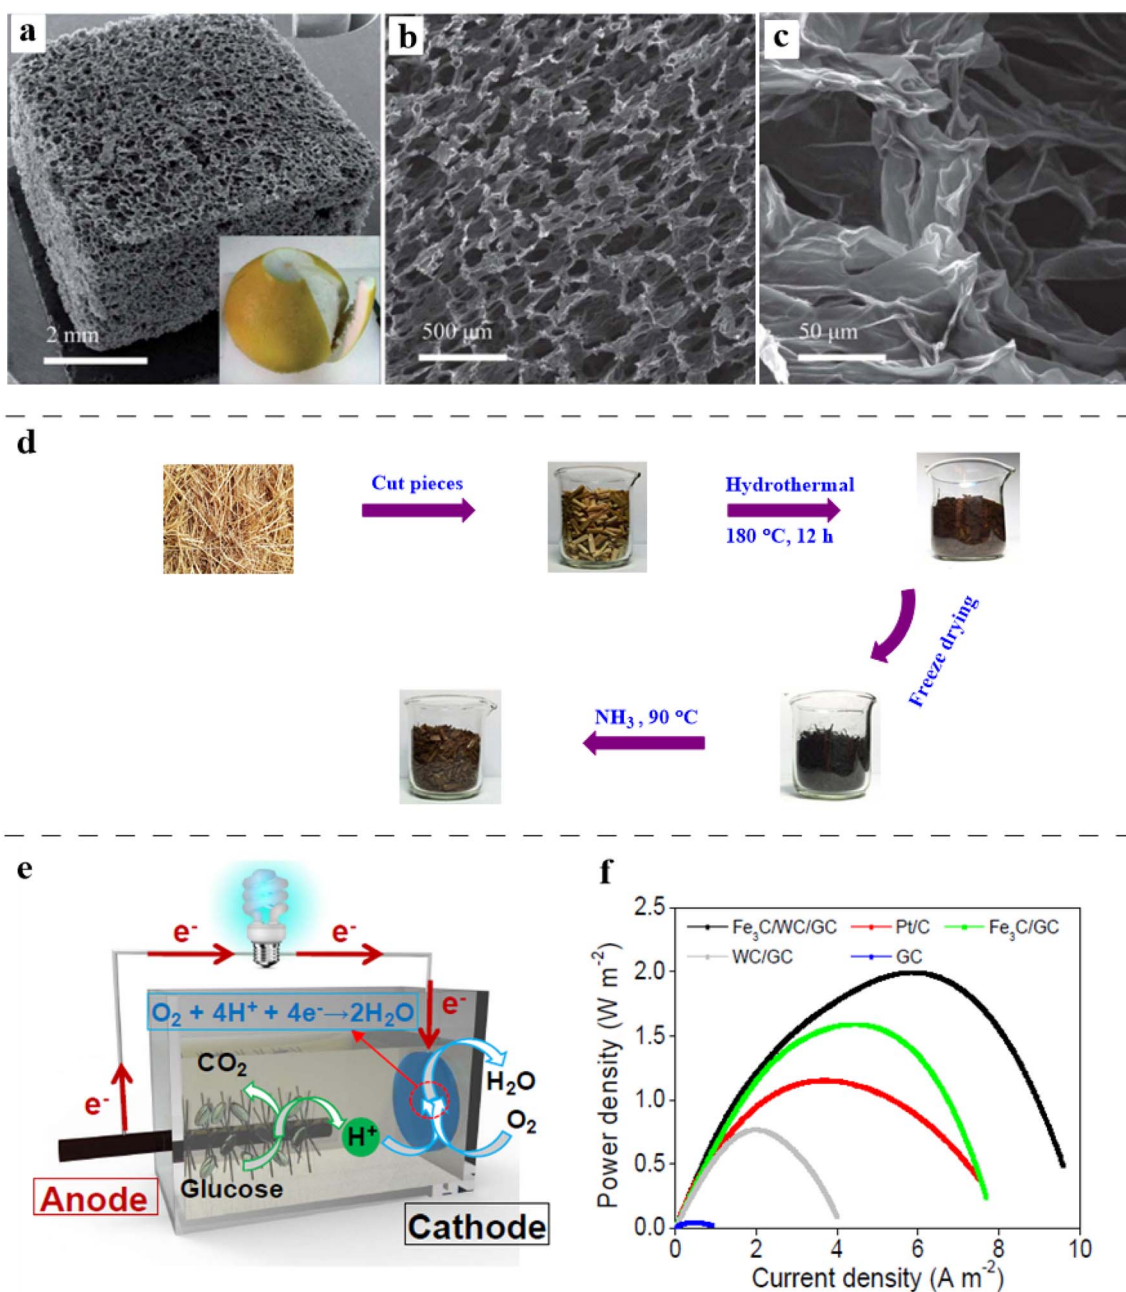 a
2 mm
b
500 μm
c
50 μm
d
Cut pieces
Hydrothermal
180 °C, 12 h
Freeze drying
NH₃ , 90 °C
e
e⁻
e⁻
O₂ + 4H⁺ + 4e⁻→2H₂O
e⁻
CO₂
H₂O
e⁻
H⁺
O₂
Glucose
Anode
Cathode
f
2.5
Fe₃C/WC/GC
Pt/C
Fe₃C/GC
WC/GC
GC
2.0
1.5
1.0
0.5
0.0
0 2 4 6 8 10
Power density (W m⁻²)
Current density (A m⁻²)